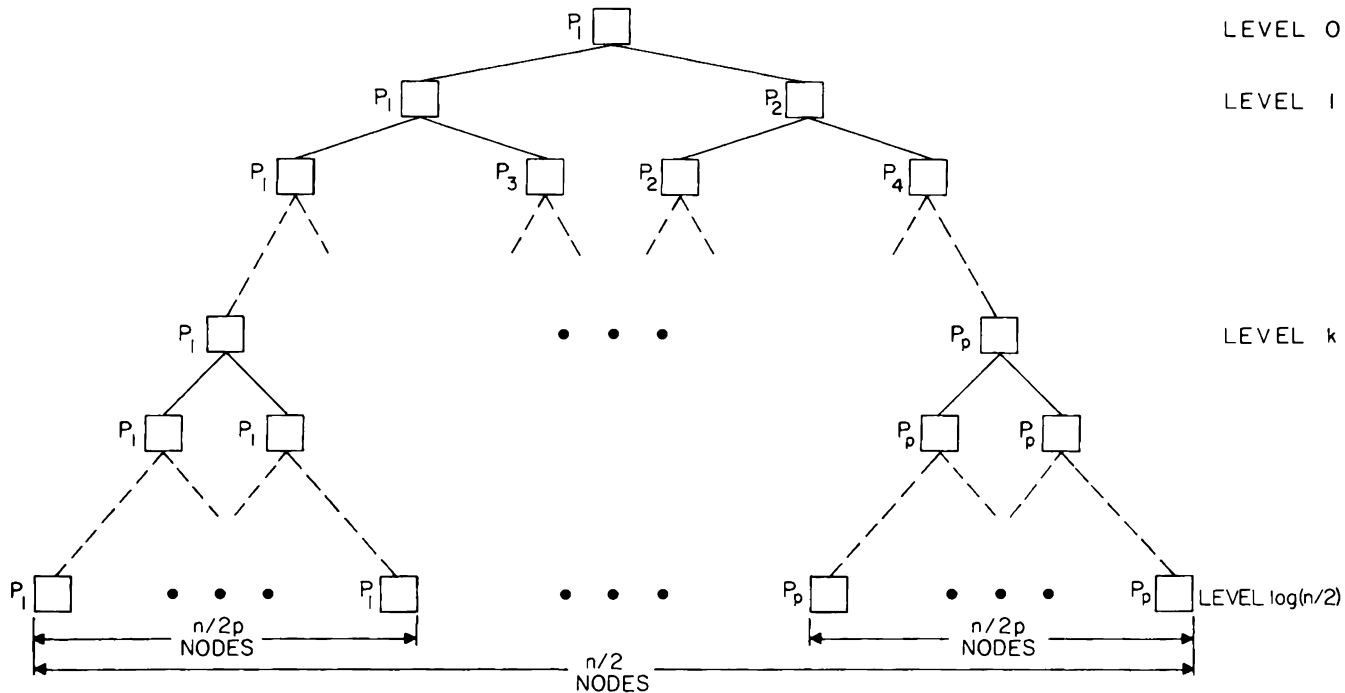 P1 LEVEL 0
P1 P2 LEVEL 1
P1 P3 P2 P4
P1 Pp LEVEL k
P1 P1 Pp Pp
P1 P1 Pp Pp LEVEL log(n/2)
n/2p n/2p
NODES NODES
n/2
NODES